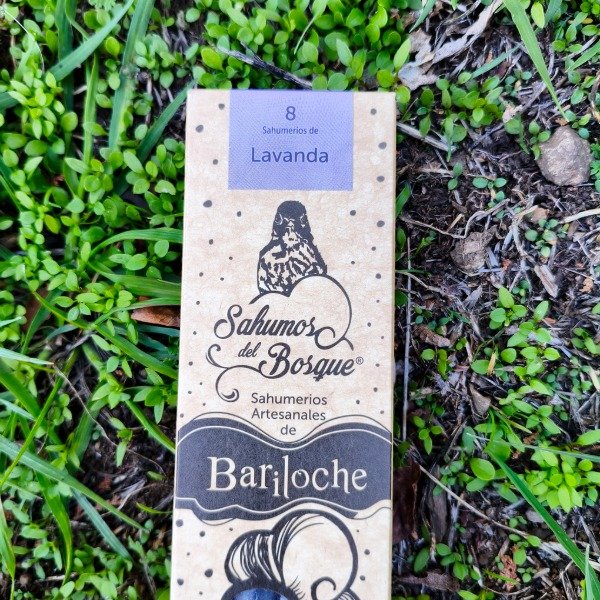 8
Sahumerios de
Lavanda
Sahumos
del Bosque®
Sahumerios
Artesanales
de
Bariloche